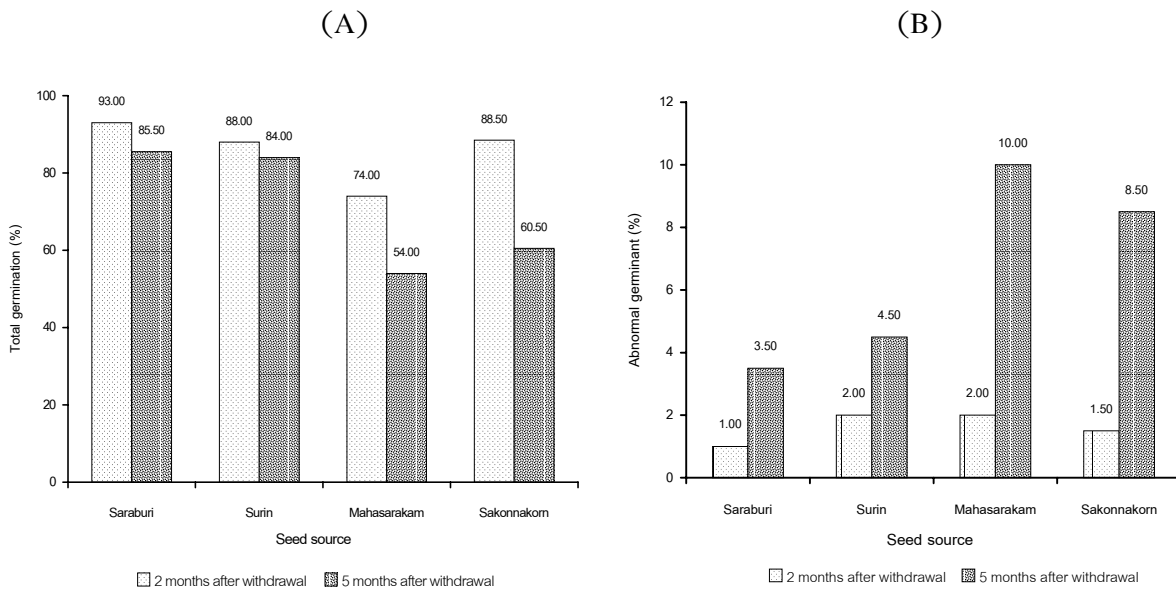 (A)
100
80
60
40
20
0
Total germination (%)
93.00
85.50
88.00
84.00
74.00
54.00
88.50
60.50
Saraburi
Surin
Mahasarakam
Sakonnakorn
Seed source
2 months after withdrawal
5 months after withdrawal
(B)
12
10
8
6
4
2
0
Abnormal germinant (%)
1.00
3.50
2.00
4.50
2.00
10.00
1.50
8.50
Saraburi
Surin
Mahasarakam
Sakonnakorn
Seed source
2 months after withdrawal
5 months after withdrawal